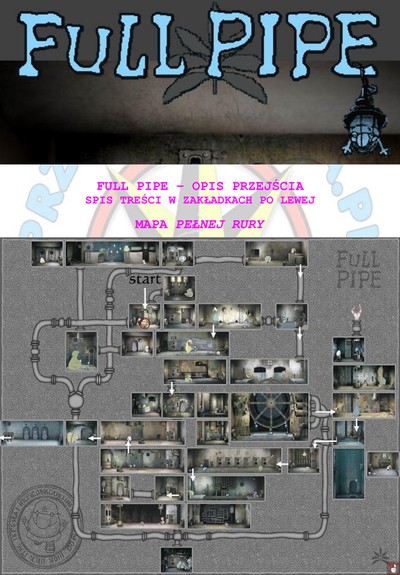 FULL PIPE
FULL PIPE – OPIS PRZEJŚCIA
SPIS TREŚCI W ZAKŁADKACH PO LEWEJ
MAPA PEŁNEJ RURY
start
FULL
PIPE